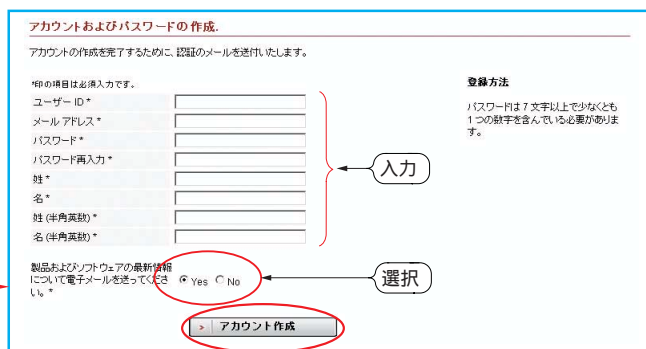 アカウントおよびパスワードの作成.
アカウントの作成を完了するために、認証のメールを送付いたします。
*印の項目は必須入力です。
ユーザー ID *
メール アドレス *
パスワード *
パスワード再入力 *
姓 *
名 *
姓 (半角英数) *
名 (半角英数) *
入力
登録方法
パスワードは 7 文字以上で少なくとも
1 つの数字を含んでいる必要がありま
す。
製品およびソフトウェアの最新情報
について電子メールを送ってくださ
い。*
Yes No
選択
> アカウント作成